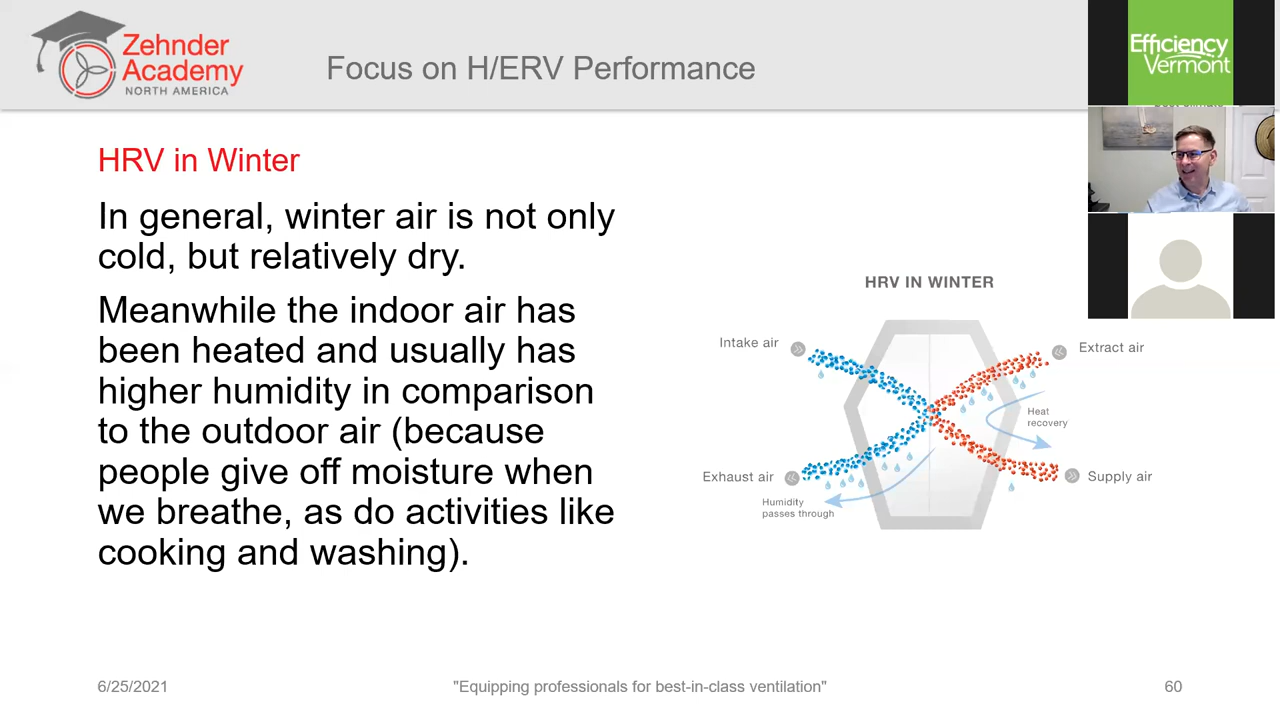 Zehnder
Academy
NORTH AMERICA
Focus on H/ERV Performance
Efficiency
Vermont
HRV in Winter
In general, winter air is not only
cold, but relatively dry.
Meanwhile the indoor air has
been heated and usually has
higher humidity in comparison
to the outdoor air (because
people give off moisture when
we breathe, as do activities like
cooking and washing).
HRV IN WINTER
Intake air
Extract air
Heat
recovery
Exhaust air
Supply air
Humidity
passes through
6/25/2021
"Equipping professionals for best-in-class ventilation"
60